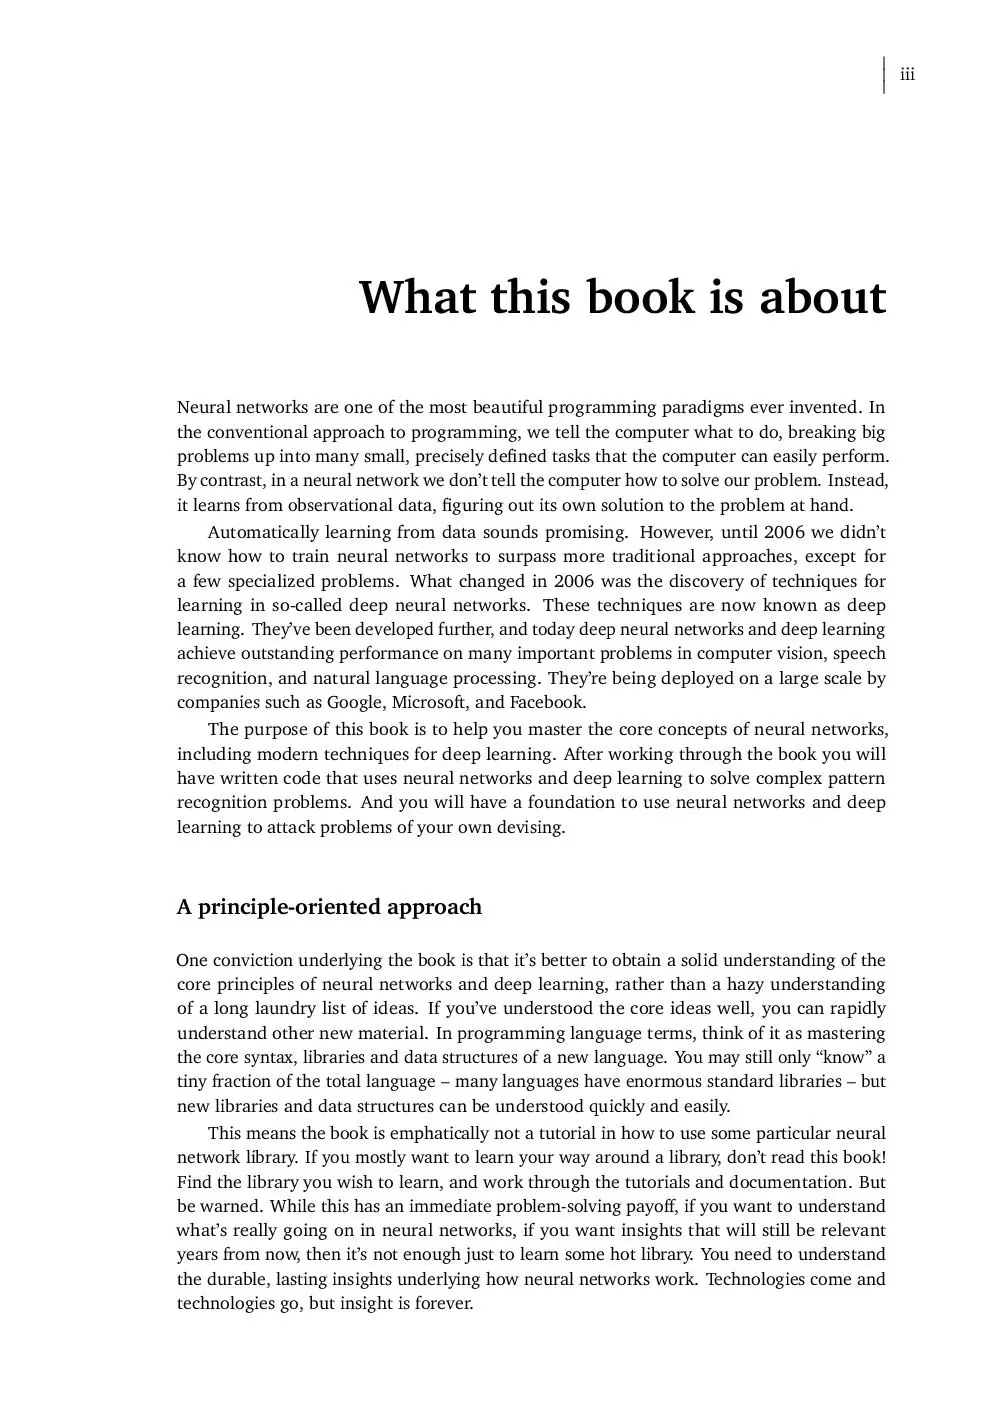 iii
What this book is about
Neural networks are one of the most beautiful programming paradigms ever invented. In
the conventional approach to programming, we tell the computer what to do, breaking big
problems up into many small, precisely defined tasks that the computer can easily perform.
By contrast, in a neural network we don’t tell the computer how to solve our problem. Instead,
it learns from observational data, figuring out its own solution to the problem at hand.
Automatically learning from data sounds promising. However, until 2006 we didn’t
know how to train neural networks to surpass more traditional approaches, except for
a few specialized problems. What changed in 2006 was the discovery of techniques for
learning in so-called deep neural networks. These techniques are now known as deep
learning. They’ve been developed further, and today deep neural networks and deep learning
achieve outstanding performance on many important problems in computer vision, speech
recognition, and natural language processing. They’re being deployed on a large scale by
companies such as Google, Microsoft, and Facebook.
The purpose of this book is to help you master the core concepts of neural networks,
including modern techniques for deep learning. After working through the book you will
have written code that uses neural networks and deep learning to solve complex pattern
recognition problems. And you will have a foundation to use neural networks and deep
learning to attack problems of your own devising.
A principle-oriented approach
One conviction underlying the book is that it’s better to obtain a solid understanding of the
core principles of neural networks and deep learning, rather than a hazy understanding
of a long laundry list of ideas. If you’ve understood the core ideas well, you can rapidly
understand other new material. In programming language terms, think of it as mastering
the core syntax, libraries and data structures of a new language. You may still only “know” a
tiny fraction of the total language – many languages have enormous standard libraries – but
new libraries and data structures can be understood quickly and easily.
This means the book is emphatically not a tutorial in how to use some particular neural
network library. If you mostly want to learn your way around a library, don’t read this book!
Find the library you wish to learn, and work through the tutorials and documentation. But
be warned. While this has an immediate problem-solving payoff, if you want to understand
what’s really going on in neural networks, if you want insights that will still be relevant
years from now, then it’s not enough just to learn some hot library. You need to understand
the durable, lasting insights underlying how neural networks work. Technologies come and
technologies go, but insight is forever.